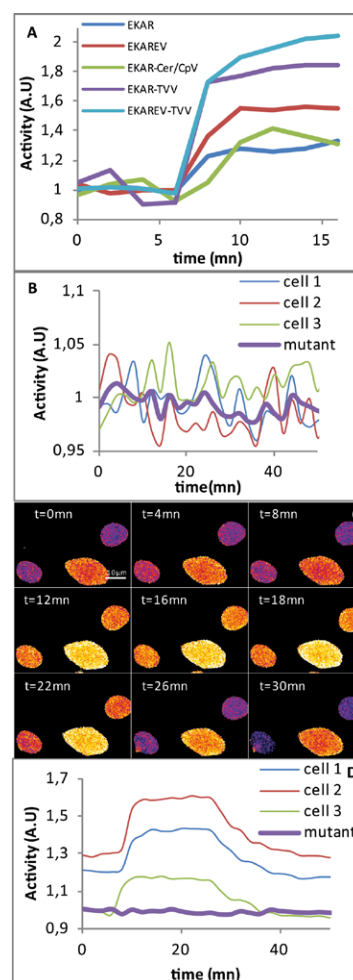 A
EKAR
EKAREV
EKAR-Cer/CpV
EKAR-TVV
EKAREV-TVV
Activity (A.U)
2
1,8
1,6
1,4
1,2
1
0,8
0 5 10 15
time (mn)
B
1,1
1,05
1
0,95
Activity (A.U)
cell 1
cell 2
cell 3
mutant
0 20 40
time(mn)
t=0mn t=4mn t=8mn
t=12mn t=16mn t=18mn
t=22mn t=26mn t=30mn
D
1,7
1,5
1,3
1,1
0,9
Activity (A.U)
cell 1
cell 2
cell 3
mutant
0 20 40
time (mn)